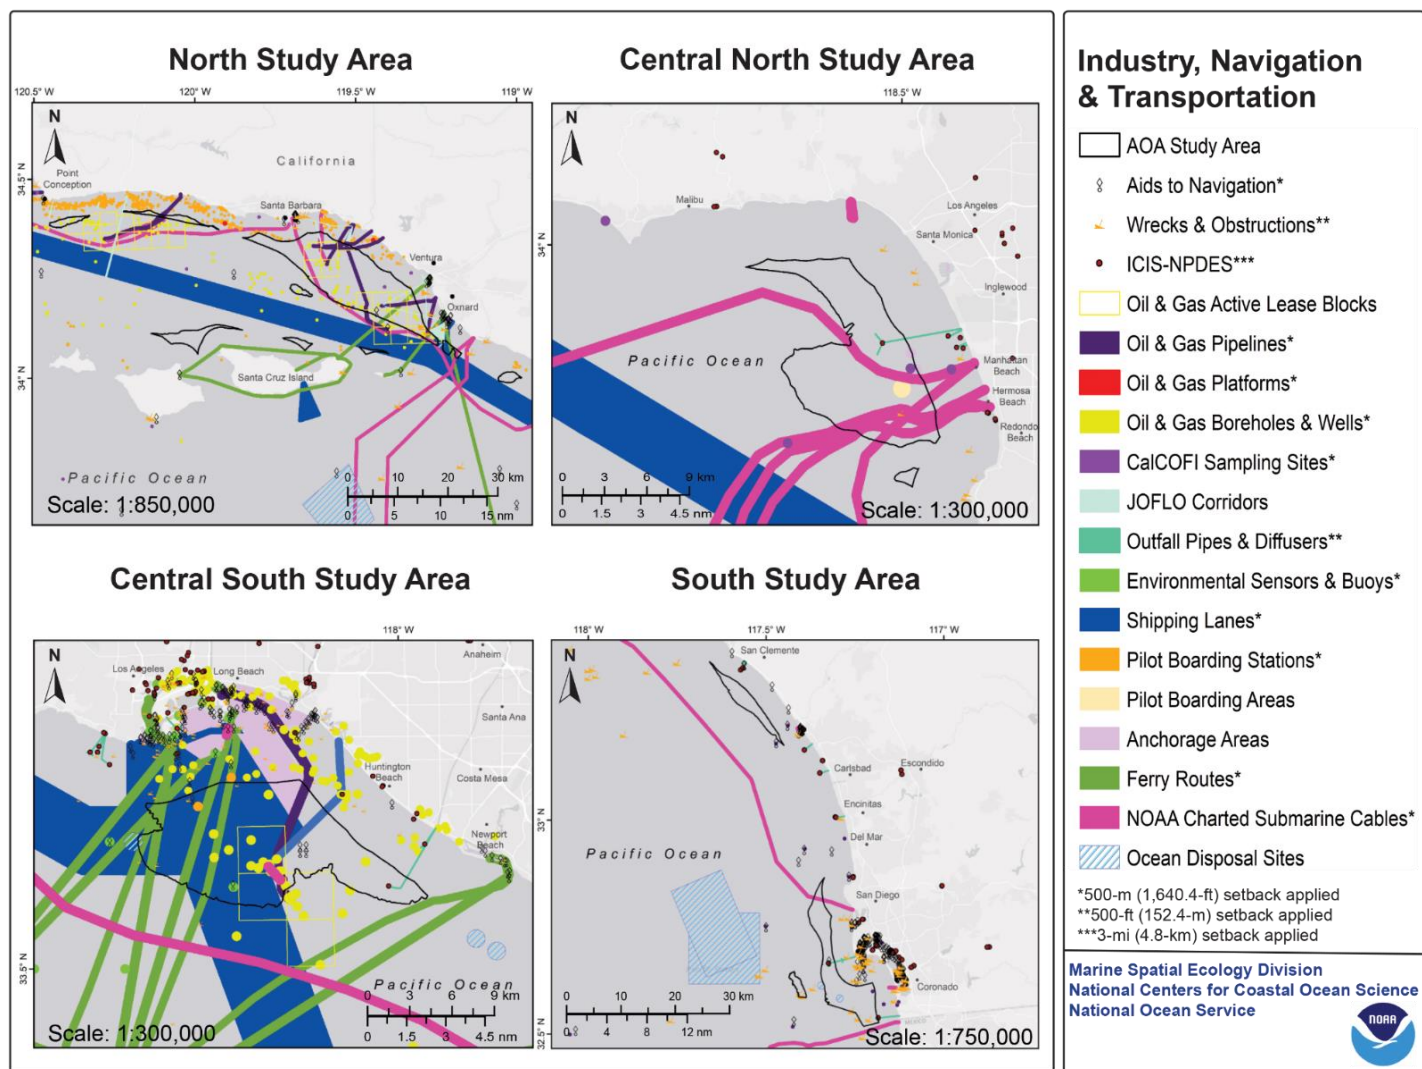 North Study Area
120.5° W
120° W
119.5° W
119° W
N
California
Point
Conception
34.5° N
Santa Barbara
Ventura
Oxnard
34° N
Santa Cruz Island
Pacific Ocean
Scale: 1:850,000
0 10 20 30 km
0 5 10 15 nm
Central North Study Area
118.5° W
N
Malibu
Los Angeles
Santa Monica
34° N
Inglewood
Pacific Ocean
Manhattan
Beach
Hermosa
Beach
Redondo
Beach
0 3 6 9 km
0 1.5 3 4.5 nm
Scale: 1:300,000
Central South Study Area
118° W
N
Anaheim
Los Angeles
Long Beach
Santa Ana
Huntington
Beach
Costa Mesa
Newport
Beach
33.5° N
Pacific Ocean
0 3 6 9 km
0 1.5 3 4.5 nm
Scale: 1:300,000
South Study Area
118° W
117.5° W
117° W
N
San Clemente
Carlsbad
Escondido
Encinitas
33° N
Del Mar
Pacific Ocean
San Diego
Coronado
0 10 20 30 km
0 4 8 12 nm
32.5° N
Scale: 1:750,000
Industry, Navigation
& Transportation
AOA Study Area
Aids to Navigation*
Wrecks & Obstructions**
ICIS-NPDES***
Oil & Gas Active Lease Blocks
Oil & Gas Pipelines*
Oil & Gas Platforms*
Oil & Gas Boreholes & Wells*
CalCOFI Sampling Sites*
JOFLO Corridors
Outfall Pipes & Diffusers**
Environmental Sensors & Buoys*
Shipping Lanes*
Pilot Boarding Stations*
Pilot Boarding Areas
Anchorage Areas
Ferry Routes*
NOAA Charted Submarine Cables*
Ocean Disposal Sites
*500-m (1,640.4-ft) setback applied
**500-ft (152.4-m) setback applied
***3-mi (4.8-km) setback applied
Marine Spatial Ecology Division
National Centers for Coastal Ocean Science
National Ocean Service
NOAA